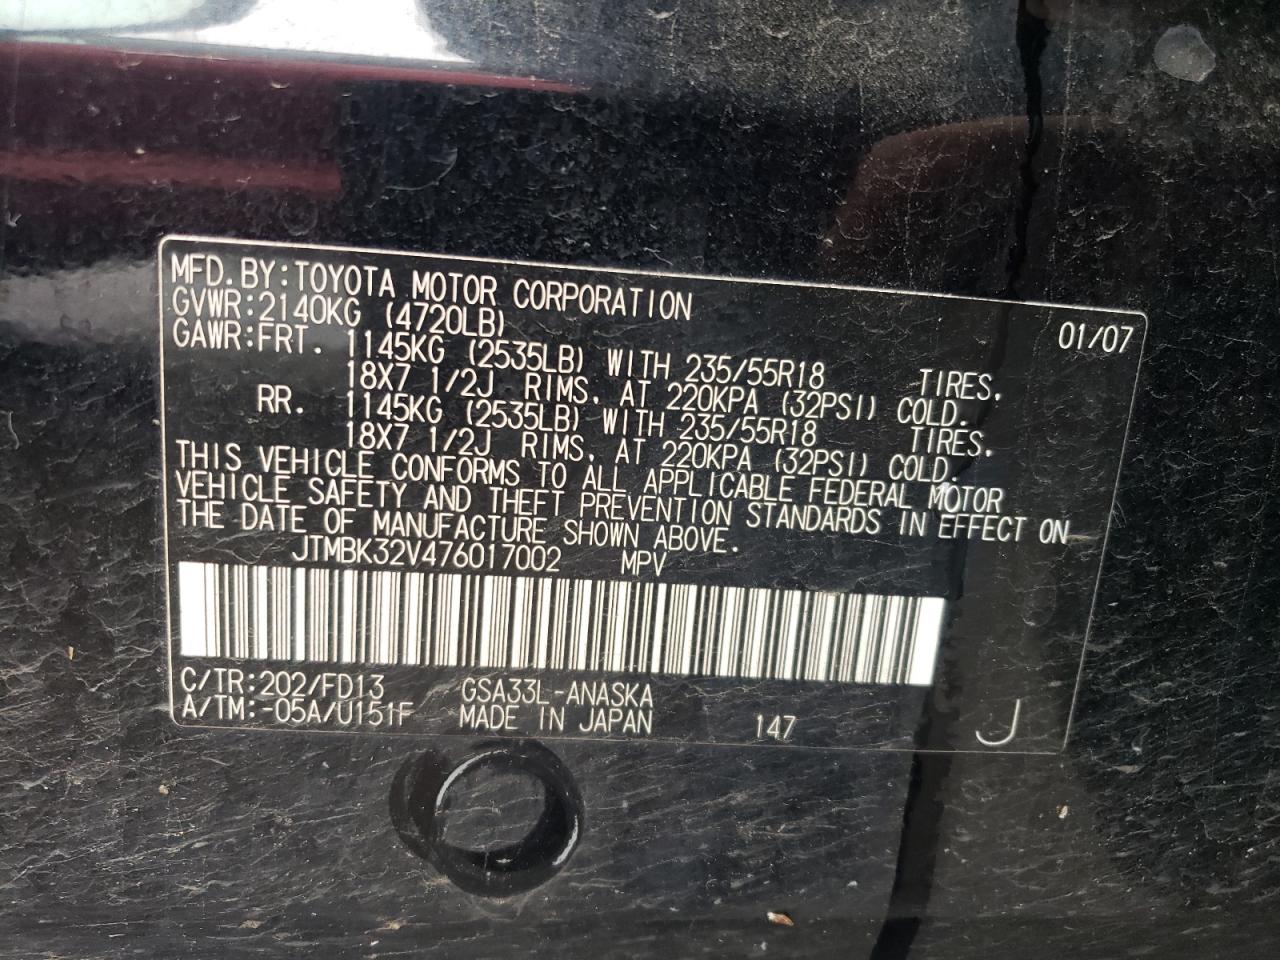 MFD.BY:TOYOTA MOTOR CORPORATION 01/07
GVWR:2140KG (4720LB)
GAWR:FRT. 1145KG (2535LB) WITH 235/55R18 TIRES,
18X7 1/2J RIMS, AT 220KPA (32PSI) COLD.
RR. 1145KG (2535LB) WITH 235/55R18 TIRES,
18X7 1/2J RIMS, AT 220KPA (32PSI) COLD.
THIS VEHICLE CONFORMS TO ALL APPLICABLE FEDERAL MOTOR
VEHICLE SAFETY AND THEFT PREVENTION STANDARDS IN EFFECT ON
THE DATE OF MANUFACTURE SHOWN ABOVE.
JTMBK32V476017002 MPV
C/TR:202/FD13 GSA33L-ANASKA
A/TM:-05A/U151F MADE IN JAPAN 147 J